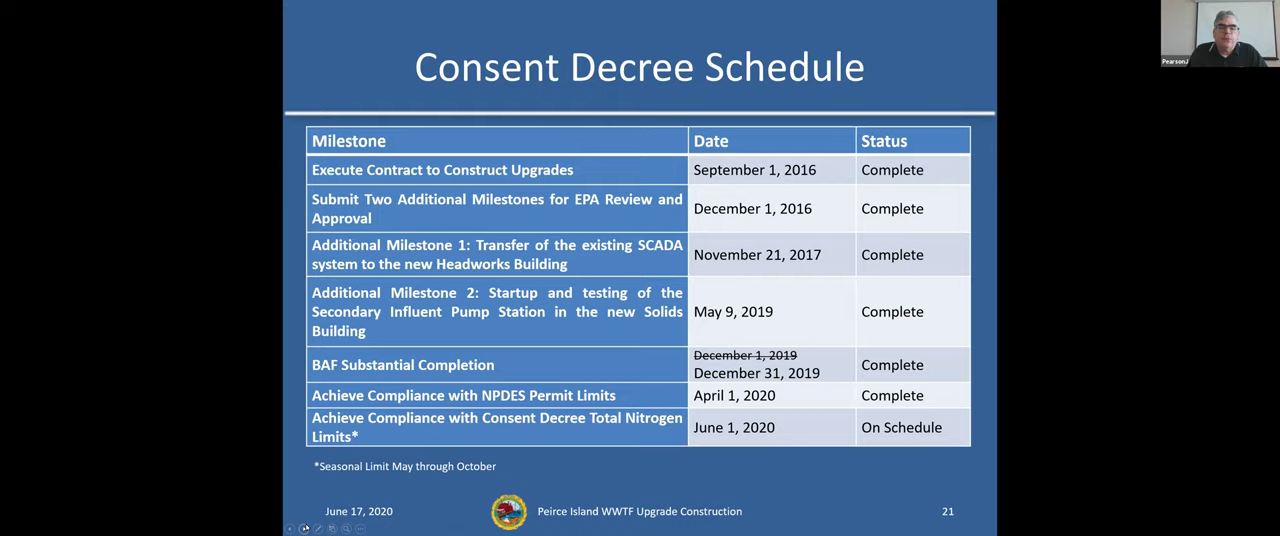 Consent Decree Schedule
PearsonJ
Milestone Date Status
Execute Contract to Construct Upgrades September 1, 2016 Complete
Submit Two Additional Milestones for EPA Review and
Approval
December 1, 2016 Complete
Additional Milestone 1: Transfer of the existing SCADA
system to the new Headworks Building
November 21, 2017 Complete
Additional Milestone 2: Startup and testing of the
Secondary Influent Pump Station in the new Solids
Building
May 9, 2019 Complete
BAF Substantial Completion
December 1, 2019
December 31, 2019
Complete
Achieve Compliance with NPDES Permit Limits April 1, 2020 Complete
Achieve Compliance with Consent Decree Total Nitrogen
Limits*
June 1, 2020 On Schedule
*Seasonal Limit May through October
June 17, 2020 Peirce Island WWTF Upgrade Construction 21